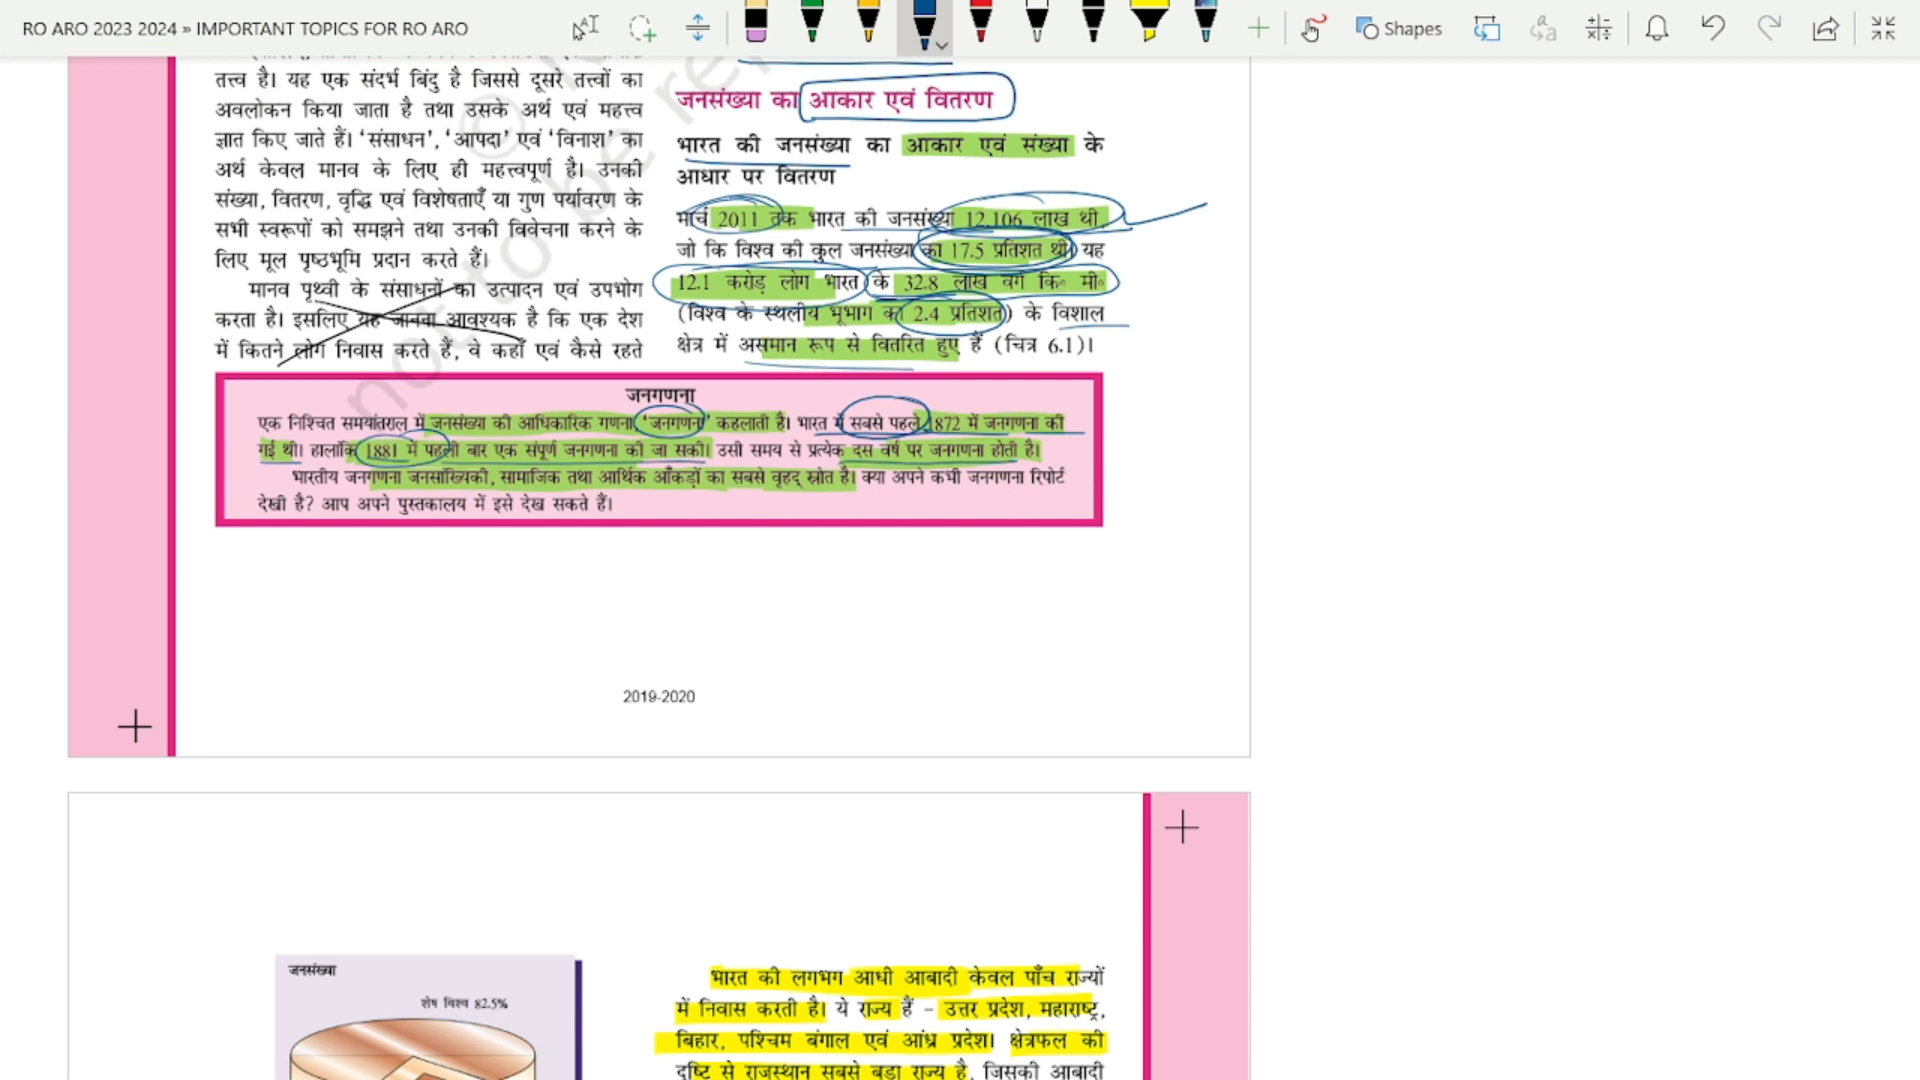 RO ARO 2023 2024 » IMPORTANT TOPICS FOR RO ARO
Shapes
तत्त्व है। यह एक संदर्भ बिंदु है जिससे दूसरे तत्त्वों का
अवलोकन किया जाता है तथा उसके अर्थ एवं महत्त्व
ज्ञात किए जाते हैं। ‘संसाधन’, ‘आपदा’ एवं ‘विनाश’ का
अर्थ केवल मानव के लिए ही महत्त्वपूर्ण है। उनकी
संख्या, वितरण, वृद्धि एवं विशेषताएँ या गुण पर्यावरण के
सभी स्वरूपों को समझने तथा उनकी विवेचना करने के
लिए मूल पृष्ठभूमि प्रदान करते हैं।
मानव पृथ्वी के संसाधनों का उत्पादन एवं उपभोग
करता है। इसलिए यह जानना आवश्यक है कि एक देश
में कितने लोग निवास करते हैं, वे कहाँ एवं कैसे रहते
जनसंख्या का आकार एवं वितरण
भारत की जनसंख्या का आकार एवं संख्या के
आधार पर वितरण
मार्च 2011 तक भारत की जनसंख्या 12,106 लाख थी,
जो कि विश्व की कुल जनसंख्या का 17.5 प्रतिशत थी। यह
12.1 करोड़ लोग भारत के 32.8 लाख वर्ग कि॰ मी॰
(विश्व के स्थलीय भूभाग का 2.4 प्रतिशत) के विशाल
क्षेत्र में असमान रूप से वितरित हुए हैं (चित्र 6.1)।
जनगणना
एक निश्चित समयांतराल में जनसंख्या की आधिकारिक गणना, ‘जनगणना’ कहलाती है। भारत में सबसे पहले 1872 में जनगणना की
गई थी। हालांकि 1881 में पहली बार एक संपूर्ण जनगणना की जा सकी। उसी समय से प्रत्येक दस वर्ष पर जनगणना होती है।
भारतीय जनगणना जनसांख्यिकी, सामाजिक तथा आर्थिक आँकड़ों का सबसे वृहद् स्रोत है। क्या अपने कभी जनगणना रिपोर्ट
देखी है? आप अपने पुस्तकालय में इसे देख सकते हैं।
not to be re
2019-2020
जनसंख्या
शेष विश्व 82.5%
भारत की लगभग आधी आबादी केवल पाँच राज्यों
में निवास करती है। ये राज्य हैं – उत्तर प्रदेश, महाराष्ट्र,
बिहार, पश्चिम बंगाल एवं आंध्र प्रदेश। क्षेत्रफल की
दृष्टि से राजस्थान सबसे बड़ा राज्य है, जिसकी आबादी